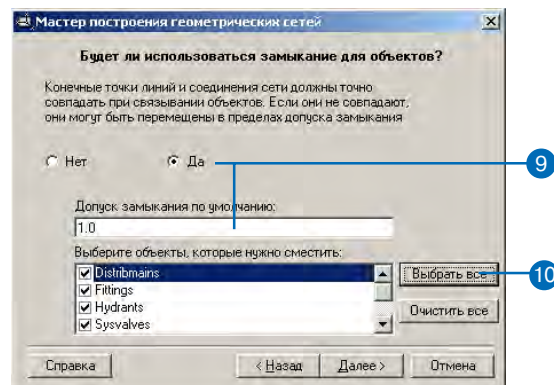 Мастер построения геометрических сетей
Будет ли использоваться замыкание для объектов?
Конечные точки линий и соединения сети должны точно
совпадать при связывании объектов. Если они не совпадают,
они могут быть перемещены в пределах допуска замыкания
Нет Да
9
Допуск замыкания по умолчанию:
1.0
Выберите объекты, которые нужно сместить:
Distribmains
Fittings
Hydrants
Sysvalves
Выбрать все
10
Очистить все
Справка < Назад Далее > Отмена